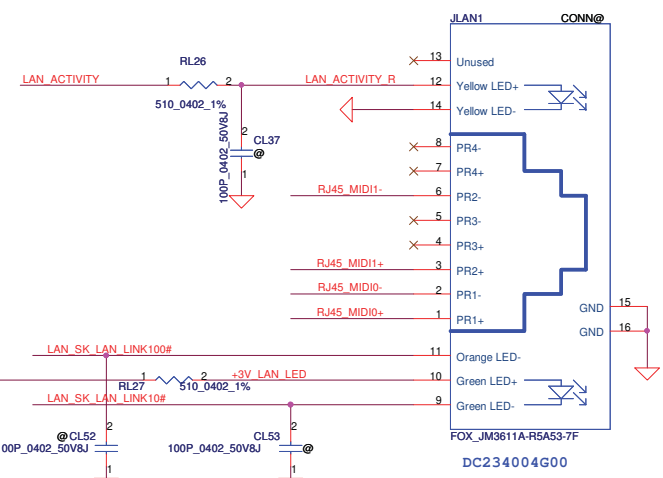 JLAN1 CONN@
RL26
13 Unused
LAN_ACTIVITY 1 2 LAN_ACTIVITY_R 12 Yellow LED+
510_0402_1%
14 Yellow LED-
2
CL37
@
100P_0402_50V8J
1
8 PR4-
7 PR4+
RJ45_MIDI1- 6 PR2-
5 PR3-
4 PR3+
RJ45_MIDI1+ 3 PR2+
RJ45_MIDI0- 2 PR1-
RJ45_MIDI0+ 1 PR1+
GND 15
GND 16
LAN_SK_LAN_LINK100# 11 Orange LED-
1 2 +3V_LAN_LED 10 Green LED+
RL27 510_0402_1%
LAN_SK_LAN_LINK10# 9 Green LED-
2 2
@ CL52 CL53
00P_0402_50V8J 100P_0402_50V8J @
1 1
FOX_JM3611A-R5A53-7F
DC234004G00